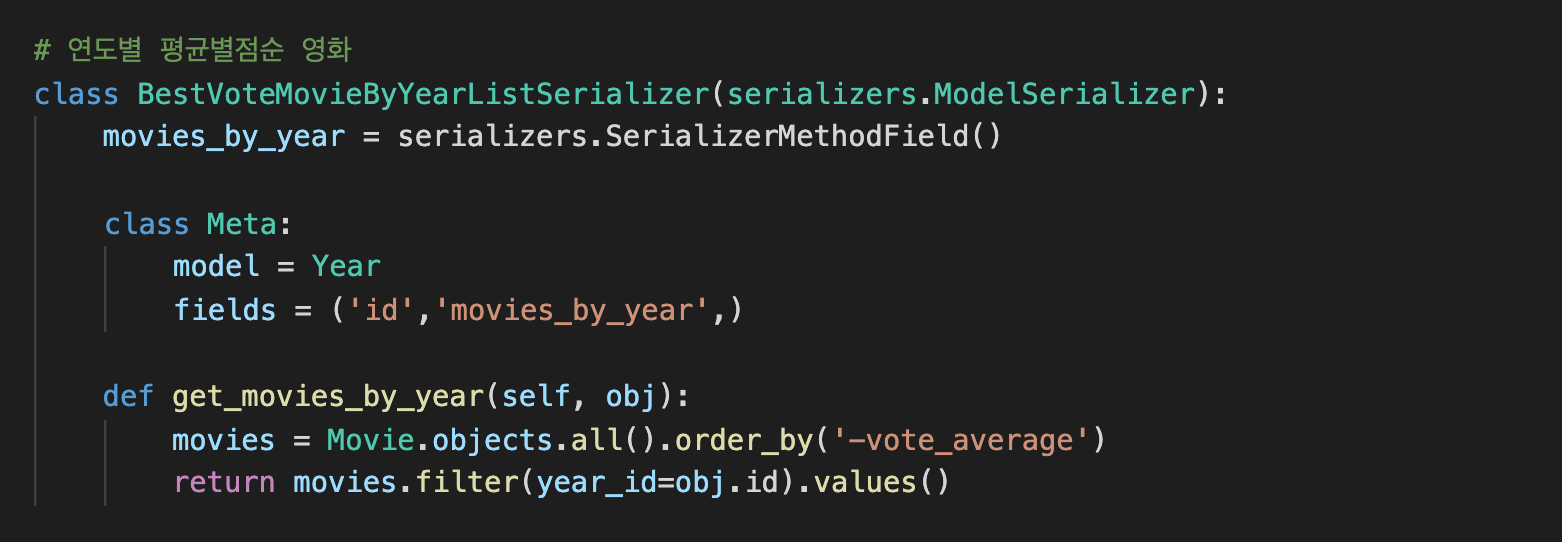 # 연도별 평균별점순 영화
class BestVoteMovieByYearListSerializer(serializers.ModelSerializer):
    movies_by_year = serializers.SerializerMethodField()

    class Meta:
        model = Year
        fields = ('id','movies_by_year',)

    def get_movies_by_year(self, obj):
        movies = Movie.objects.all().order_by('-vote_average')
        return movies.filter(year_id=obj.id).values()